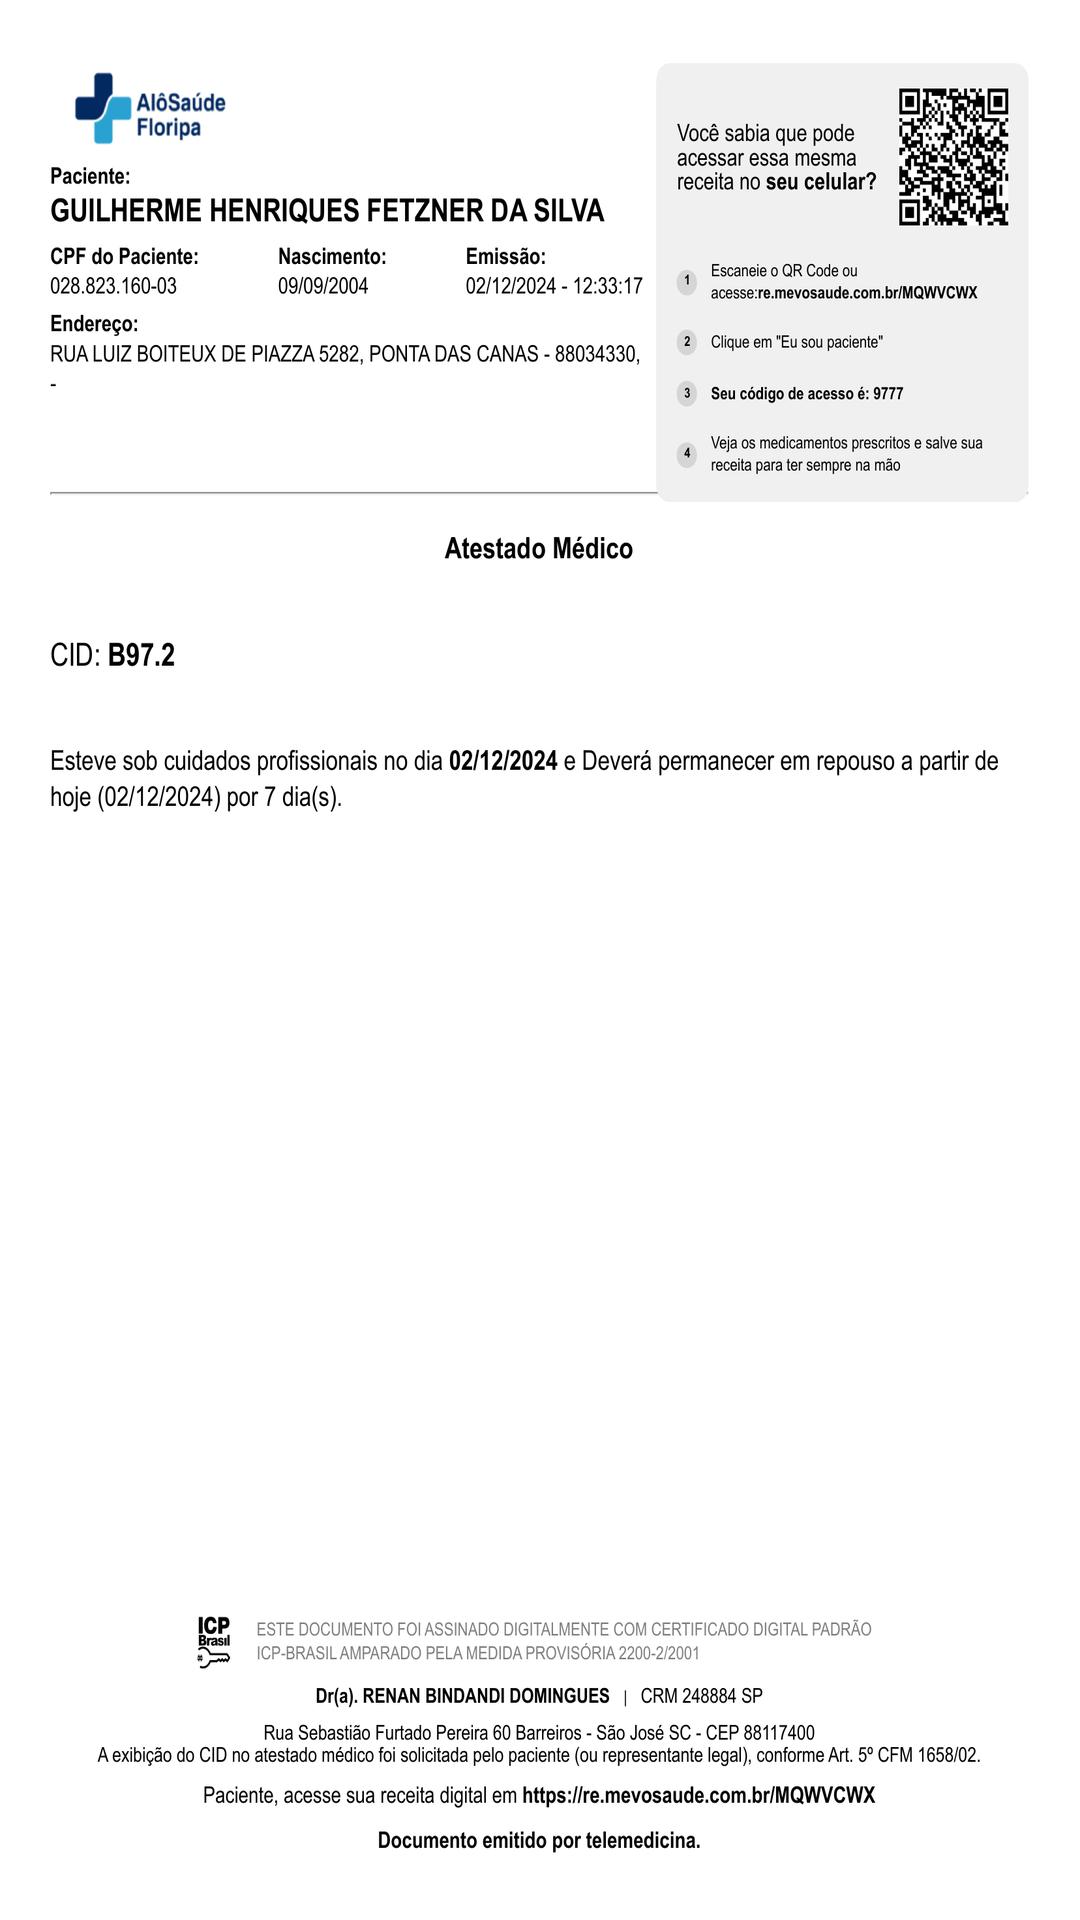 AlôSaúde
Floripa
Paciente:
GUILHERME HENRIQUES FETZNER DA SILVA
CPF do Paciente: Nascimento: Emissão:
028.823.160-03 09/09/2004 02/12/2024 - 12:33:17
Endereço:
RUA LUIZ BOITEUX DE PIAZZA 5282, PONTA DAS CANAS - 88034330,
-
Você sabia que pode
acessar essa mesma
receita no seu celular?
1 Escaneie o QR Code ou
acesse:re.mevosaude.com.br/MQWVCWX
2 Clique em "Eu sou paciente"
3 Seu código de acesso é: 9777
4 Veja os medicamentos prescritos e salve sua
receita para ter sempre na mão
Atestado Médico
CID: B97.2
Esteve sob cuidados profissionais no dia 02/12/2024 e Deverá permanecer em repouso a partir de
hoje (02/12/2024) por 7 dia(s).
ICP
Brasil
ESTE DOCUMENTO FOI ASSINADO DIGITALMENTE COM CERTIFICADO DIGITAL PADRÃO
ICP-BRASIL AMPARADO PELA MEDIDA PROVISÓRIA 2200-2/2001
Dr(a). RENAN BINDANDI DOMINGUES | CRM 248884 SP
Rua Sebastião Furtado Pereira 60 Barreiros - São José SC - CEP 88117400
A exibição do CID no atestado médico foi solicitada pelo paciente (ou representante legal), conforme Art. 5º CFM 1658/02.
Paciente, acesse sua receita digital em https://re.mevosaude.com.br/MQWVCWX
Documento emitido por telemedicina.